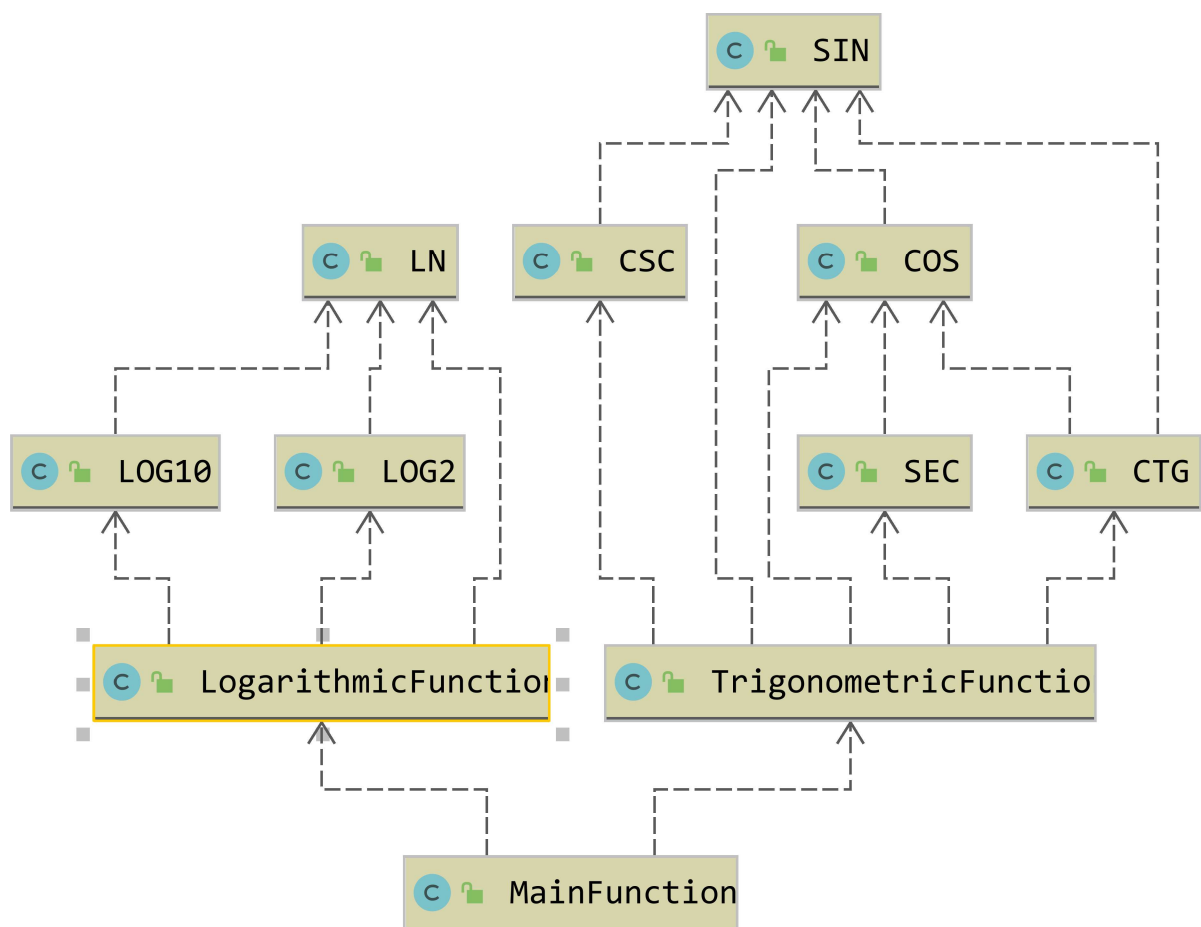 C SIN
C LN
C CSC
C COS
C LOG10
C LOG2
C SEC
C CTG
C LogarithmicFunction
C TrigonometricFunctio
C MainFunction